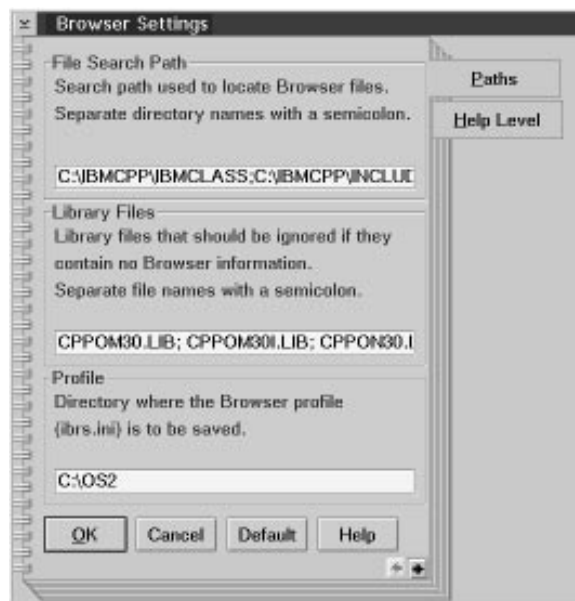 Browser Settings
File Search Path
Search path used to locate Browser files.
Separate directory names with a semicolon.
C:\IBMCPP\IBMCLASS;C:\IBMCPP\INCLUD
Library Files
Library files that should be ignored if they
contain no Browser information.
Separate file names with a semicolon.
CPPOM30.LIB; CPPOM30I.LIB; CPPON30.I
Profile
Directory where the Browser profile
(ibrs.ini) is to be saved.
C:\OS2
OK Cancel Default Help
Paths
Help Level